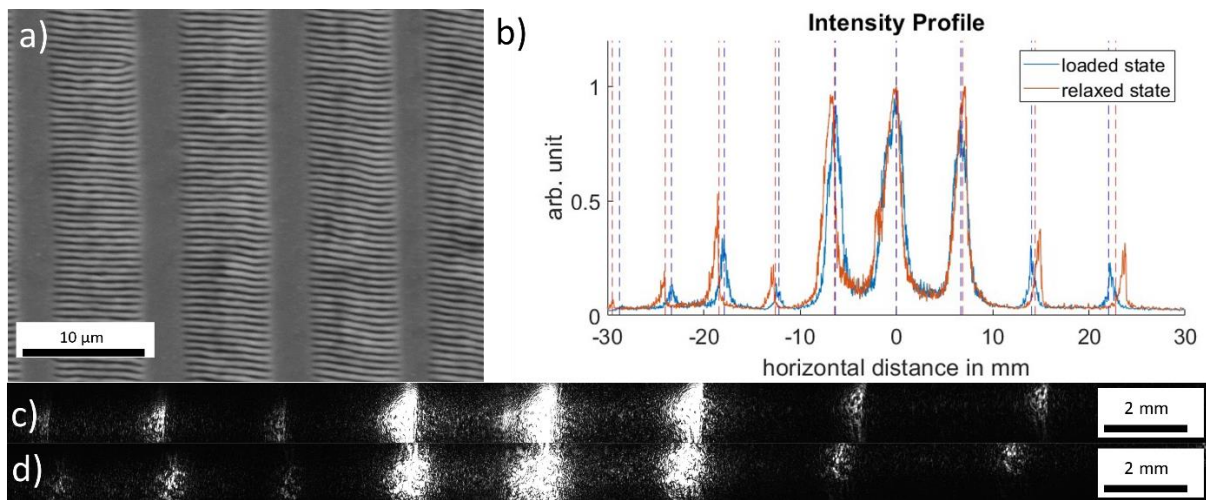 a)
10 µm
b)
Intensity Profile
loaded state
relaxed state
arb. unit
1
0.5
0
-30
-20
-10
0
10
20
30
horizontal distance in mm
c)
2 mm
d)
2 mm